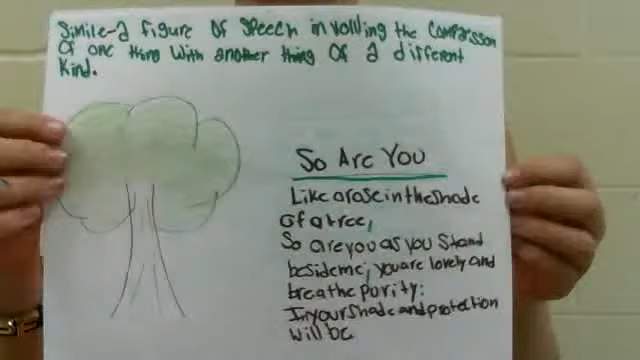 Simile-a figure of speech involving the comparison
of one thing with another thing of a different
kind.
So Are You
Like a rose in the shade
of a tree,
So are you as you stand
beside me, you are lovely and
breathe purity:
In your shade and protection
will be